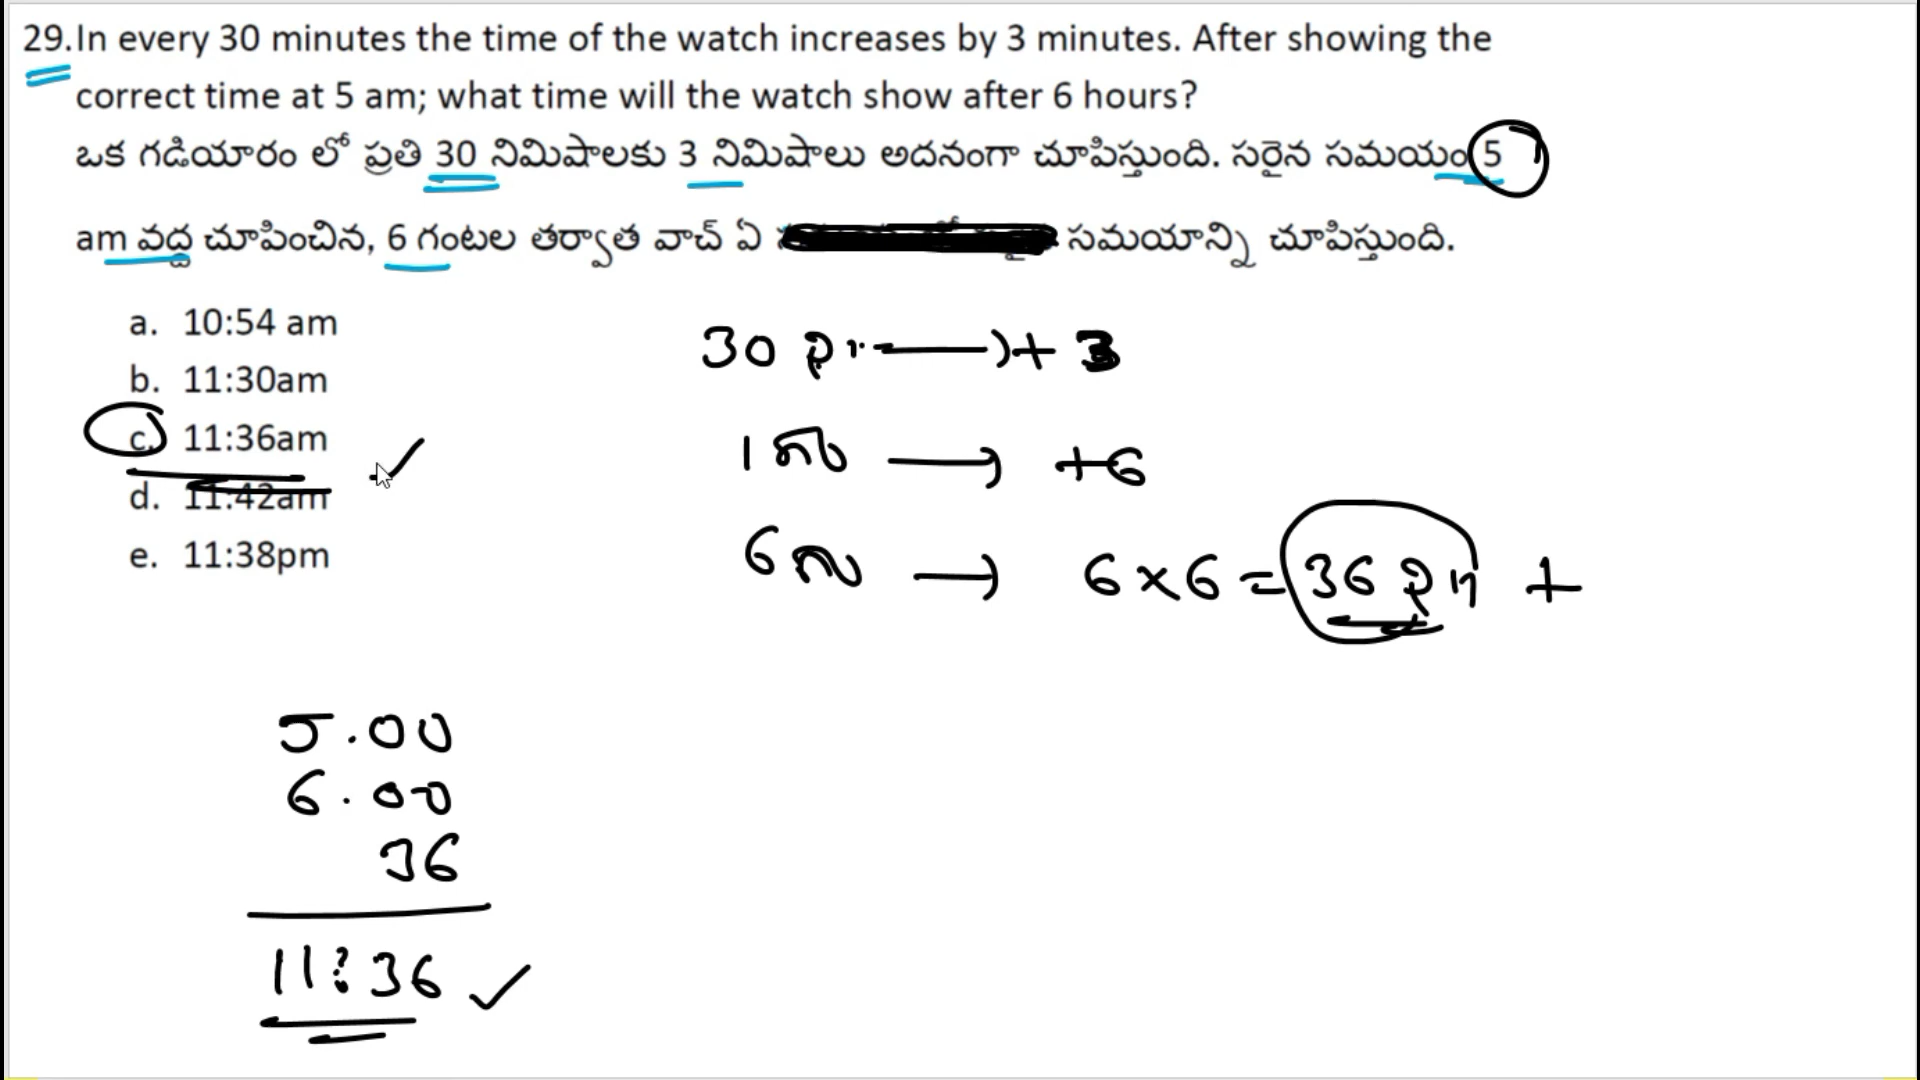 29. In every 30 minutes the time of the watch increases by 3 minutes. After showing the
correct time at 5 am; what time will the watch show after 6 hours?
ఒక గడియారం లో ప్రతి 30 నిమిషాలకు 3 నిమిషాలు అదనంగా చూపిస్తుంది. సరైన సమయం 5
am వద్ద చూపించిన, 6 గంటల తర్వాత వాచ్ ఏ సమయాన్ని చూపిస్తుంది.
a. 10:54 am
b. 11:30am
c. 11:36am
d. 11:42am
e. 11:38pm
30 ని → + 3
1 గం → +6
6 గం → 6 × 6 = 36 ని +
5.00
6.00
36
11:36